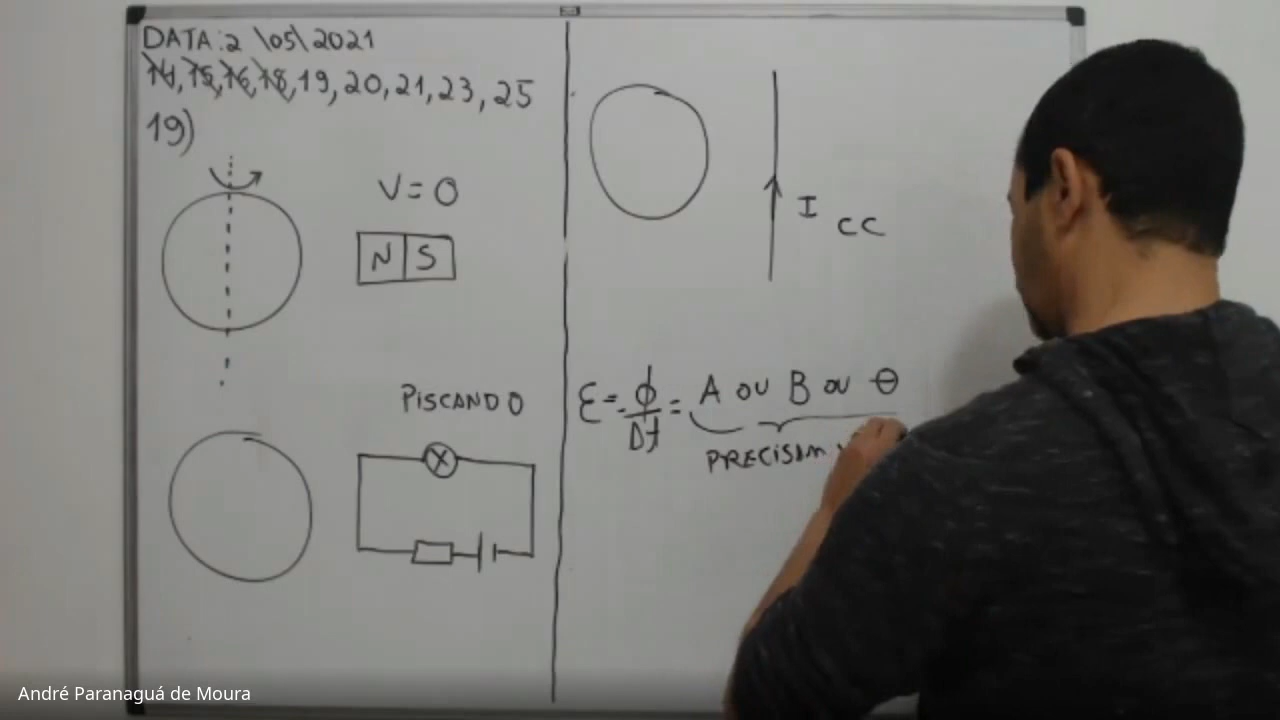 DATA: 2 \05\ 2021
14, 15, 16, 18, 19, 20, 21, 23, 25
19)
V = 0
N S
PISCANDO
I
CC
ε = -ϕ/Δt = A OU B OU θ
PRECISAM
André Paranaguá de Moura